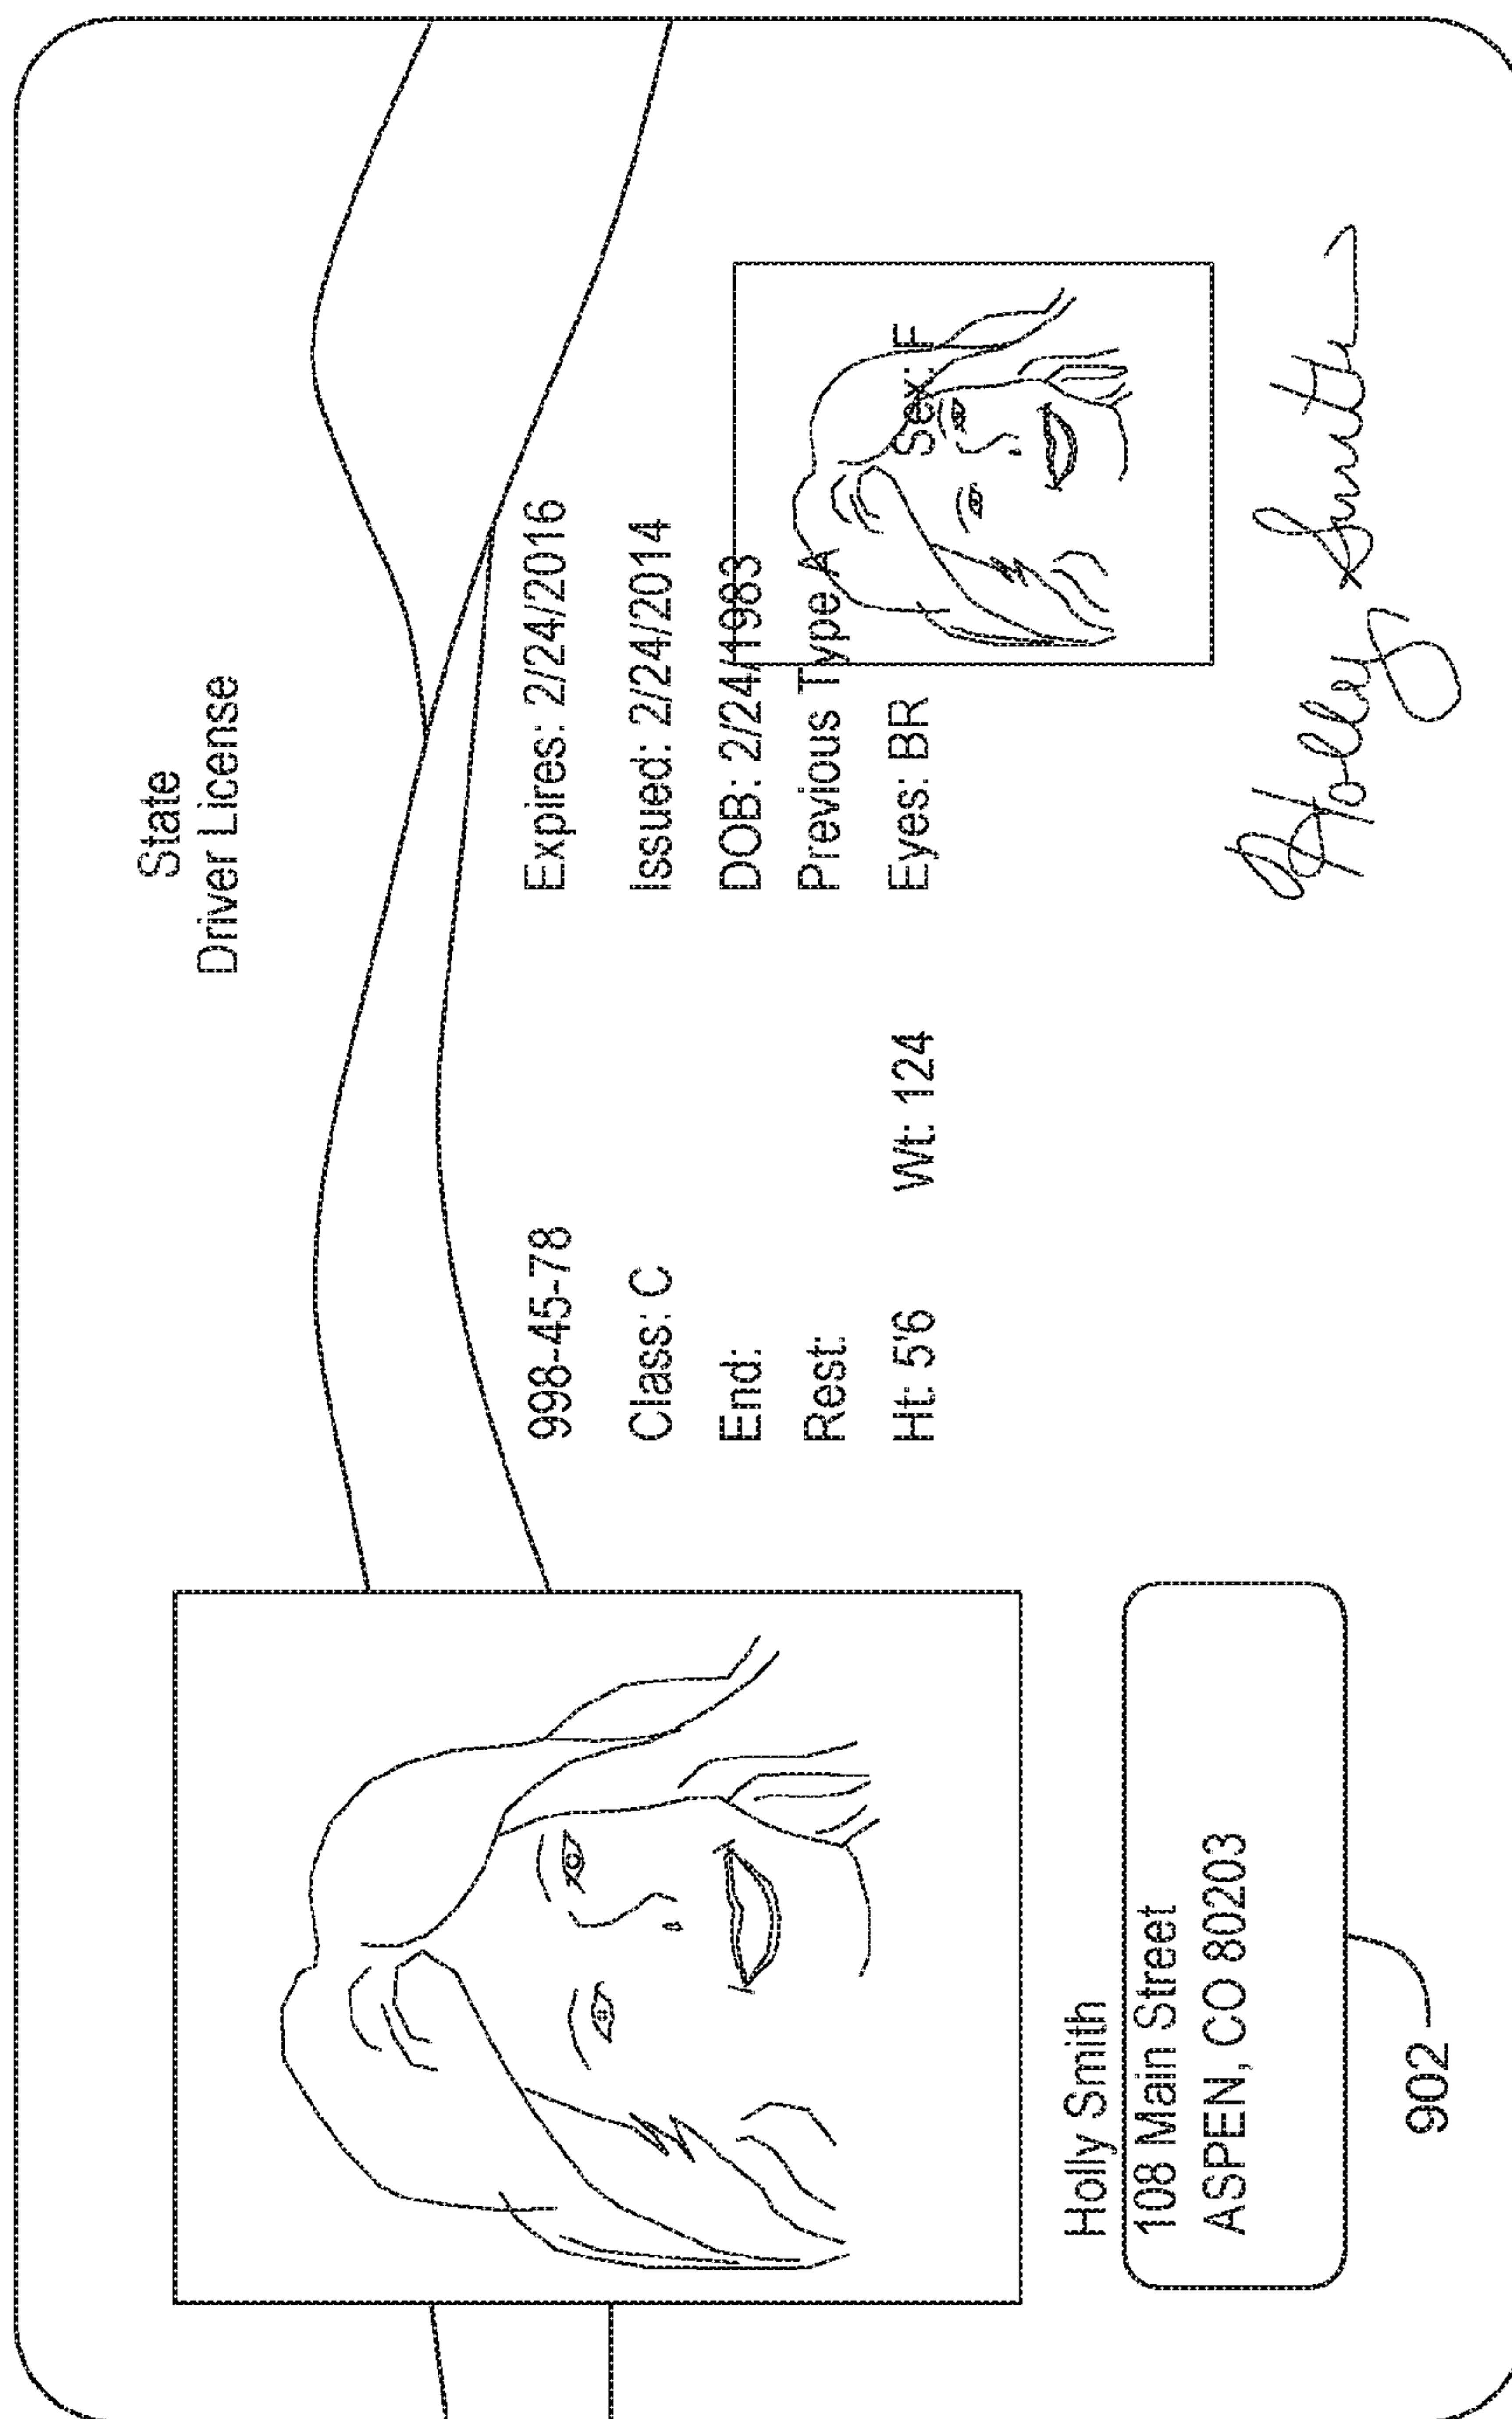 State
Driver License
998-45-78 Expires: 2/24/2016
Class: C Issued: 2/24/2014
End: DOB: 2/24/1983
Rest: Previous Type A
Ht: 5'6 Wt: 124 Eyes: BR Sex: F
Holly Smith
108 Main Street
ASPEN, CO 80203
Holley Smith
902